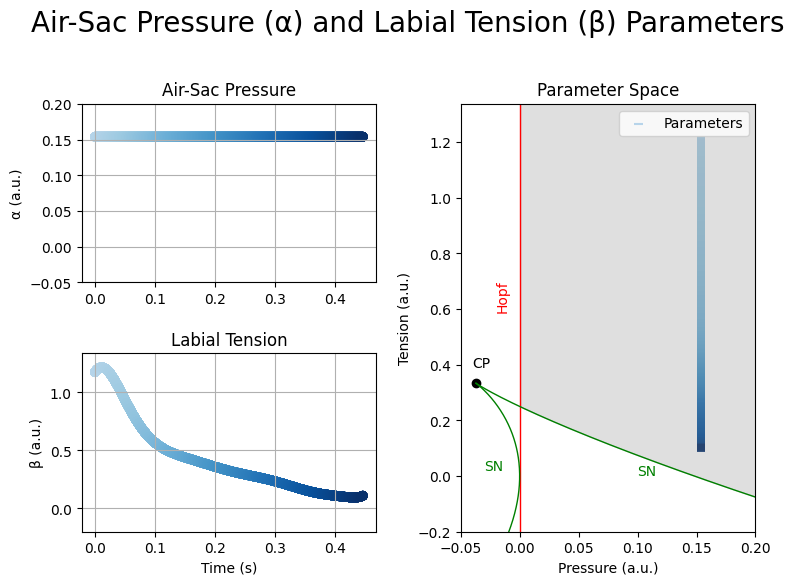 Air-Sac Pressure (α) and Labial Tension (β) Parameters
Air-Sac Pressure
α (a.u.)
0.20
0.15
0.10
0.05
0.00
−0.05
0.0 0.1 0.2 0.3 0.4
Labial Tension
β (a.u.)
1.0
0.5
0.0
0.0 0.1 0.2 0.3 0.4
Time (s)
Parameter Space
Parameters
Tension (a.u.)
1.2
1.0
0.8
0.6
0.4
0.2
0.0
−0.2
Hopf
CP
SN
SN
−0.05 0.00 0.05 0.10 0.15 0.20
Pressure (a.u.)